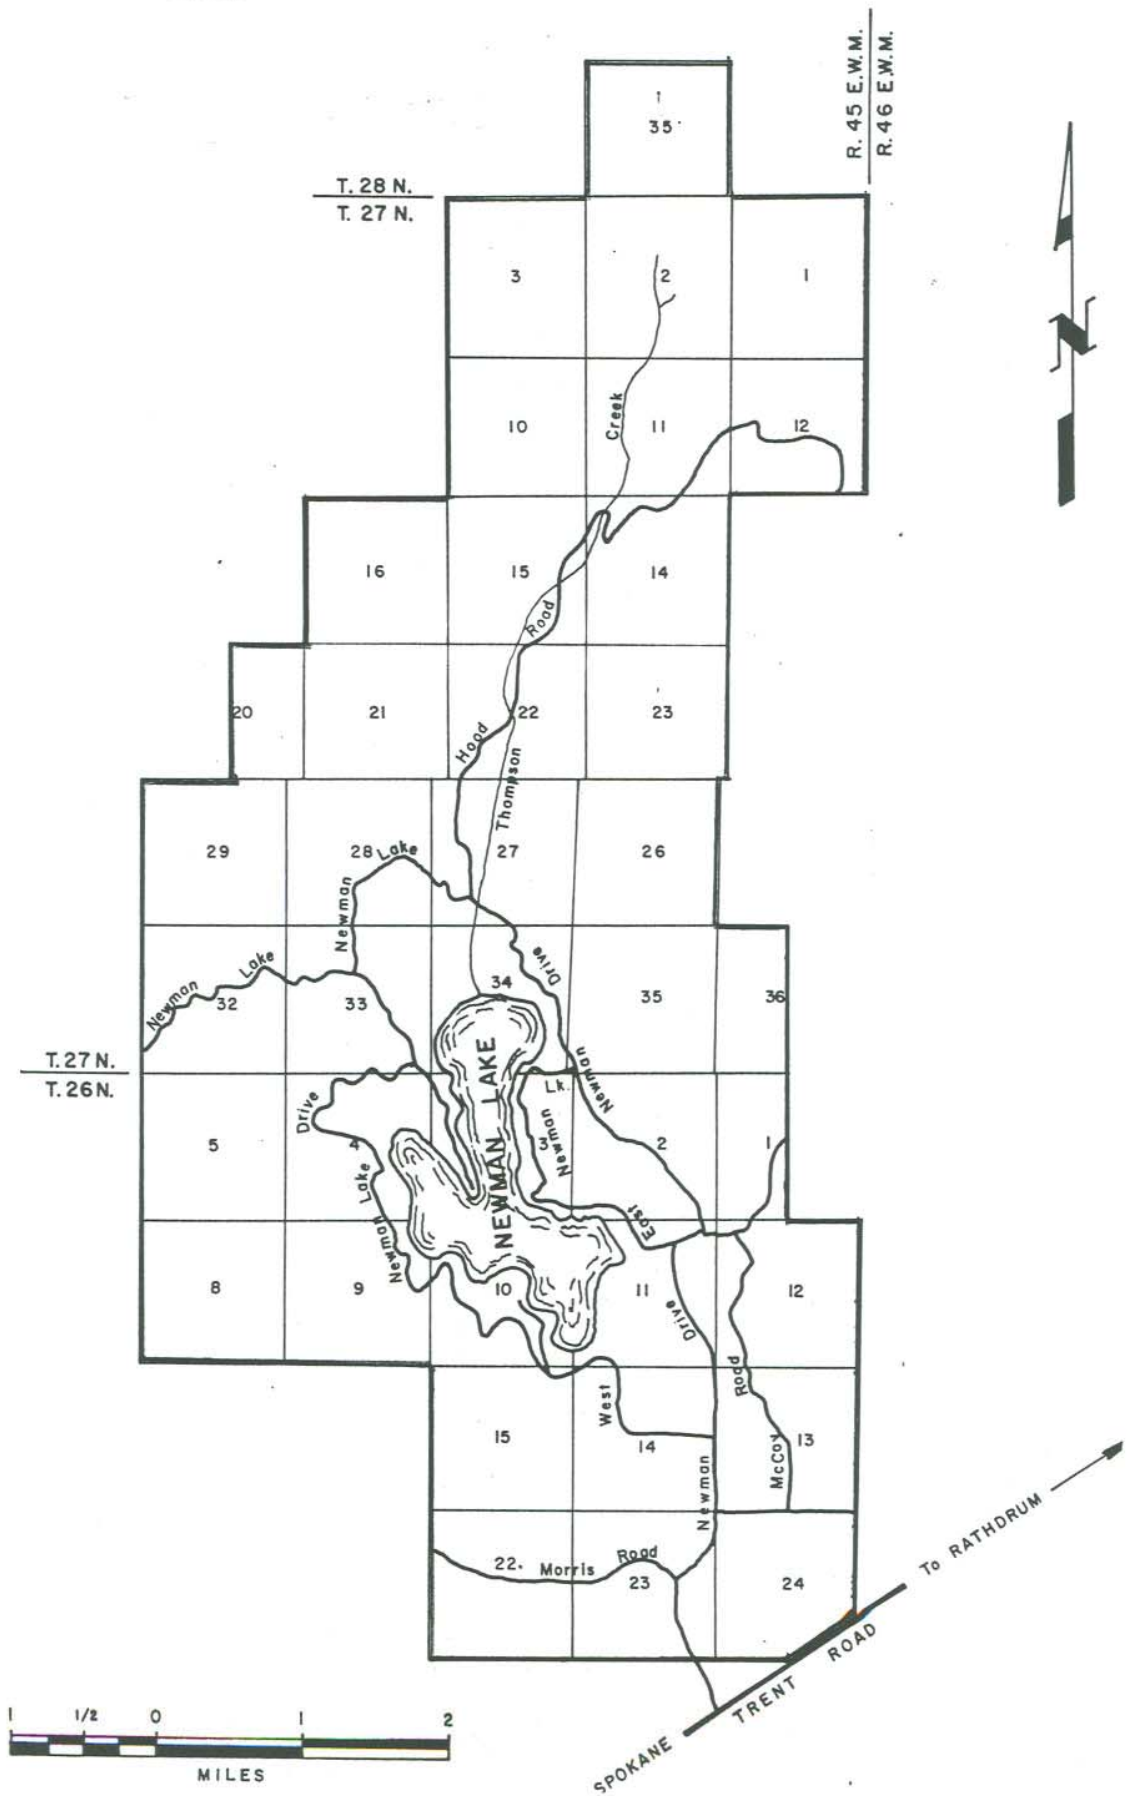 R. 45 E.W.M.
R. 46 E.W.M.
1
35
T. 28 N.
T. 27 N.
3
2
1
10
Creek
11
12
16
15
14
Road
20
21
22
23
Hood
Thompson
29
28
Lake
27
26
Newman
Newman
Lake
32
33
34
Drive
35
36
T. 27 N.
T. 26 N.
NEWMAN LAKE
Lk.
Newman
Newman
Drive
5
4
3
2
1
Newman Lake
East
8
9
10
11
12
Drive
Road
West
15
14
13
McCoy
Newman
22.
Morris
Road
23
24
To RATHDRUM
SPOKANE
TRENT
ROAD
1
1/2
0
1
2
MILES